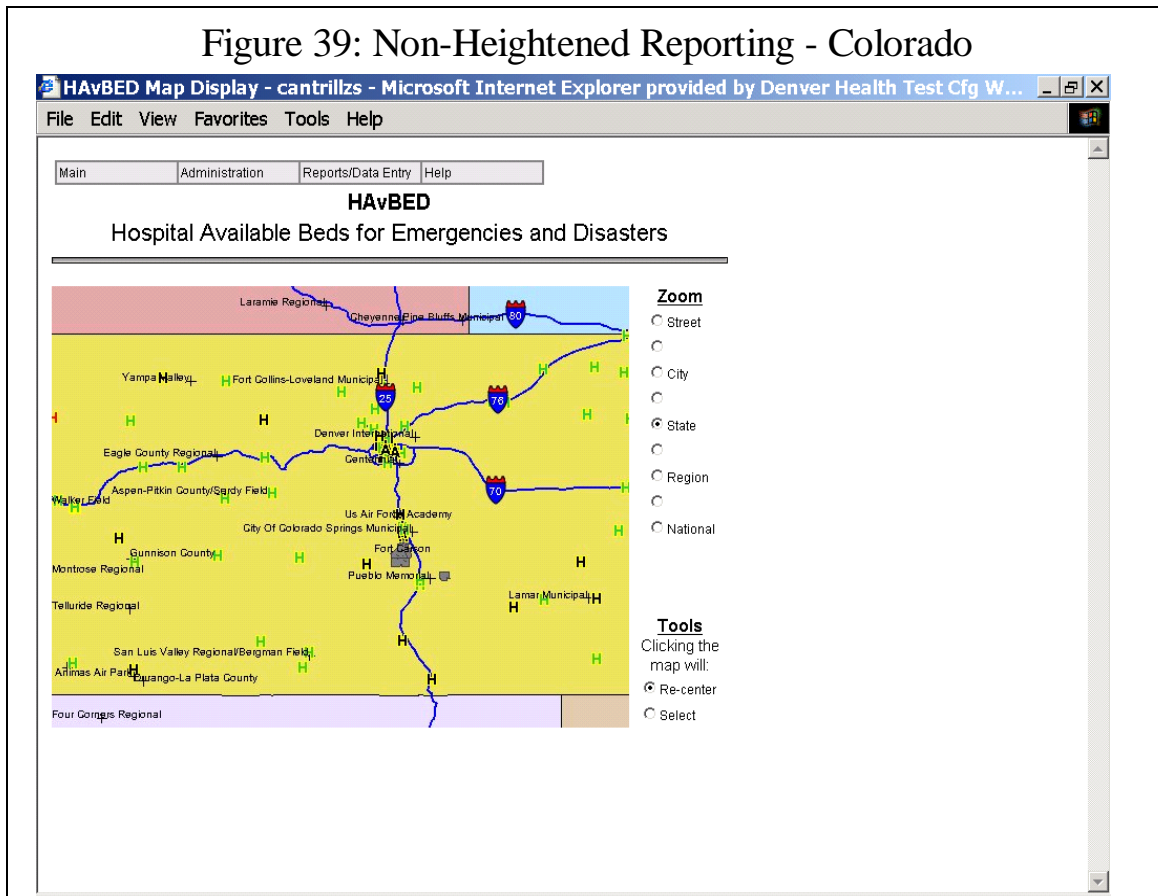 Figure 39: Non-Heightened Reporting - Colorado
HAvBED Map Display - cantrillzs - Microsoft Internet Explorer provided by Denver Health Test Cfg W...
File Edit View Favorites Tools Help
Main Administration Reports/Data Entry Help
HAvBED
Hospital Available Beds for Emergencies and Disasters
Laramie Regional
Cheyenne Pine Bluffs Municipal
80
Yampa Valley
H Fort Collins-Loveland Municipal
25
76
Denver International
Eagle County Regional
Centennial
A A
Aspen-Pitkin County/Sardy Field
Walker Field
70
Us Air Force Academy
City Of Colorado Springs Municipal
Fort Carson
Gunnison County
Montrose Regional
Pueblo Memorial
Lamar Municipal
Telluride Regional
San Luis Valley Regional/Bergman Field
Animas Air Park
Durango-La Plata County
Four Corners Regional
Zoom
Street
City
State
Region
National
Tools
Clicking the
map will:
Re-center
Select